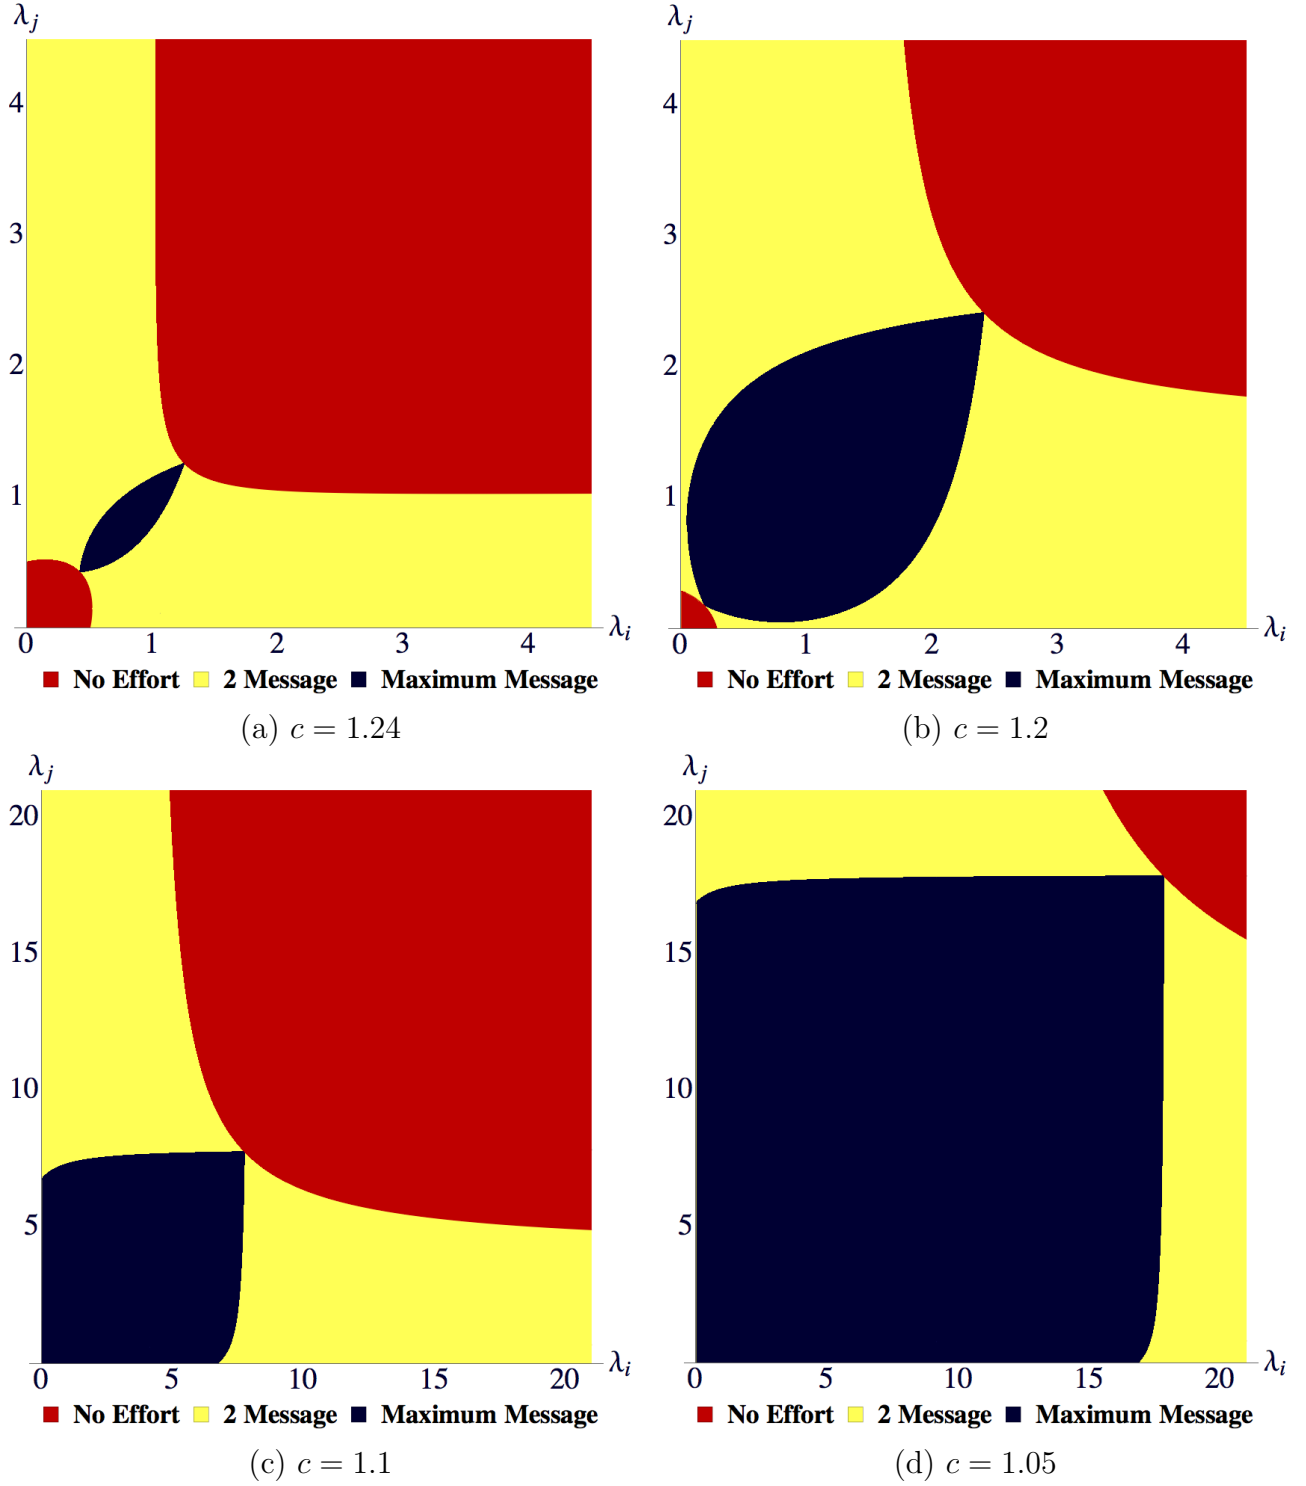 λj
4
3
2
1
0 1 2 3 4 λi
No Effort 2 Message Maximum Message
(a) c = 1.24
λj
4
3
2
1
0 1 2 3 4 λi
No Effort 2 Message Maximum Message
(b) c = 1.2
λj
20
15
10
5
0 5 10 15 20 λi
No Effort 2 Message Maximum Message
(c) c = 1.1
λj
20
15
10
5
0 5 10 15 20 λi
No Effort 2 Message Maximum Message
(d) c = 1.05